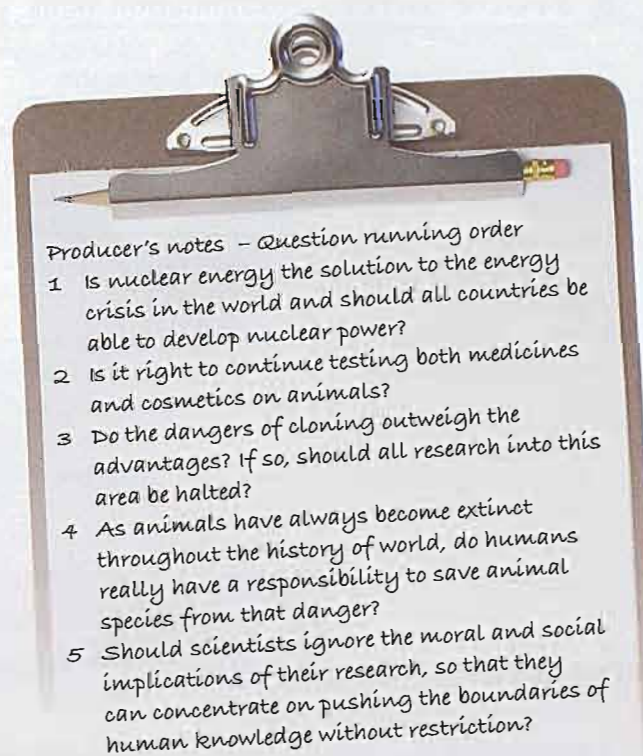 Producer's notes – Question running order
1 Is nuclear energy the solution to the energy
crisis in the world and should all countries be
able to develop nuclear power?
2 Is it right to continue testing both medicines
and cosmetics on animals?
3 Do the dangers of cloning outweigh the
advantages? If so, should all research into this
area be halted?
4 As animals have always become extinct
throughout the history of world, do humans
really have a responsibility to save animal
species from that danger?
5 Should scientists ignore the moral and social
implications of their research, so that they
can concentrate on pushing the boundaries of
human knowledge without restriction?